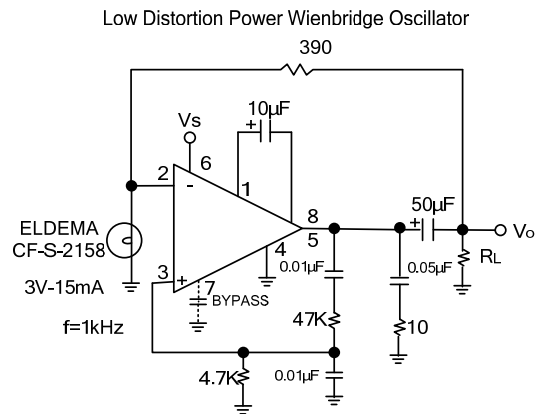 Low Distortion Power Wienbridge Oscillator
390
10µF
+
Vs
6
2
-
1
8
5
50µF
+
Vo
ELDEMA
CF-S-2158
3V-15mA
f=1kHz
3
+
4
7
BYPASS
0.01µF
0.05µF
RL
47K
10
4.7K
0.01µF